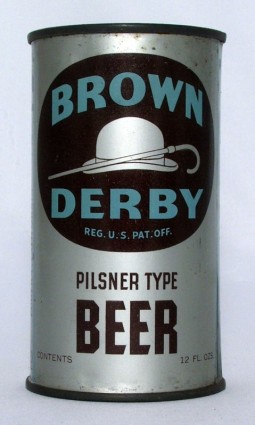 BROWN
DERBY
REG. U.S. PAT. OFF.
PILSNER TYPE
BEER
CONTENTS 12 FL. OZS.